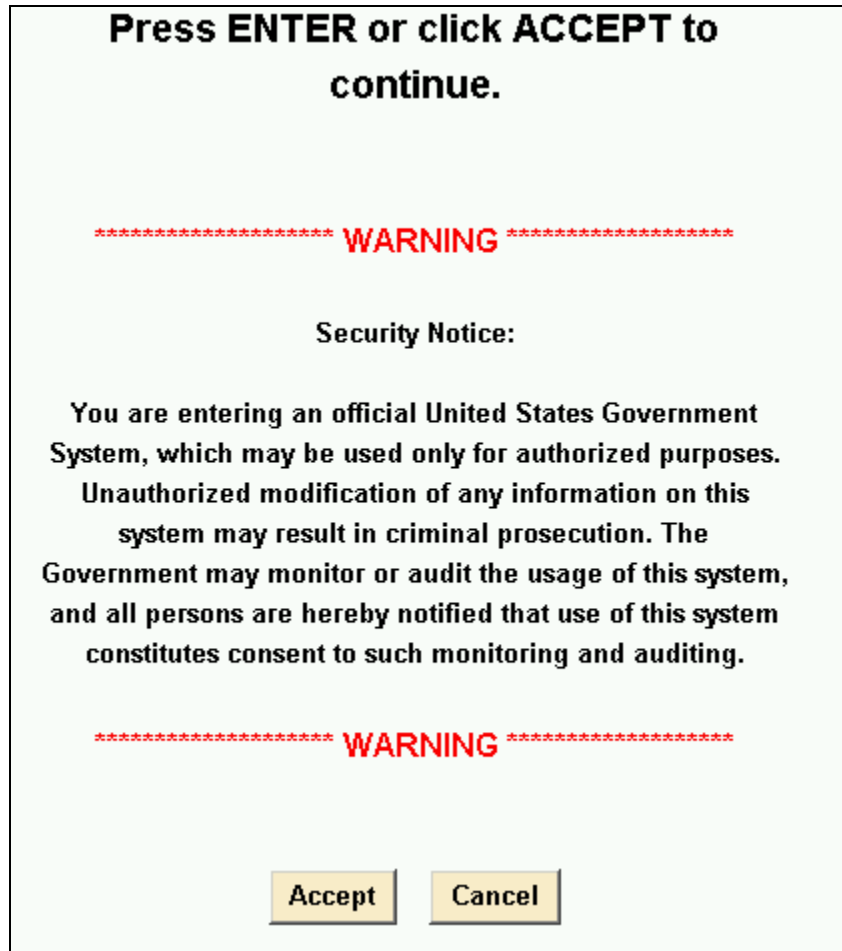 Press ENTER or click ACCEPT to
continue.
******************** WARNING *******************
Security Notice:
You are entering an official United States Government
System, which may be used only for authorized purposes.
Unauthorized modification of any information on this
system may result in criminal prosecution. The
Government may monitor or audit the usage of this system,
and all persons are hereby notified that use of this system
constitutes consent to such monitoring and auditing.
******************** WARNING *******************
Accept Cancel